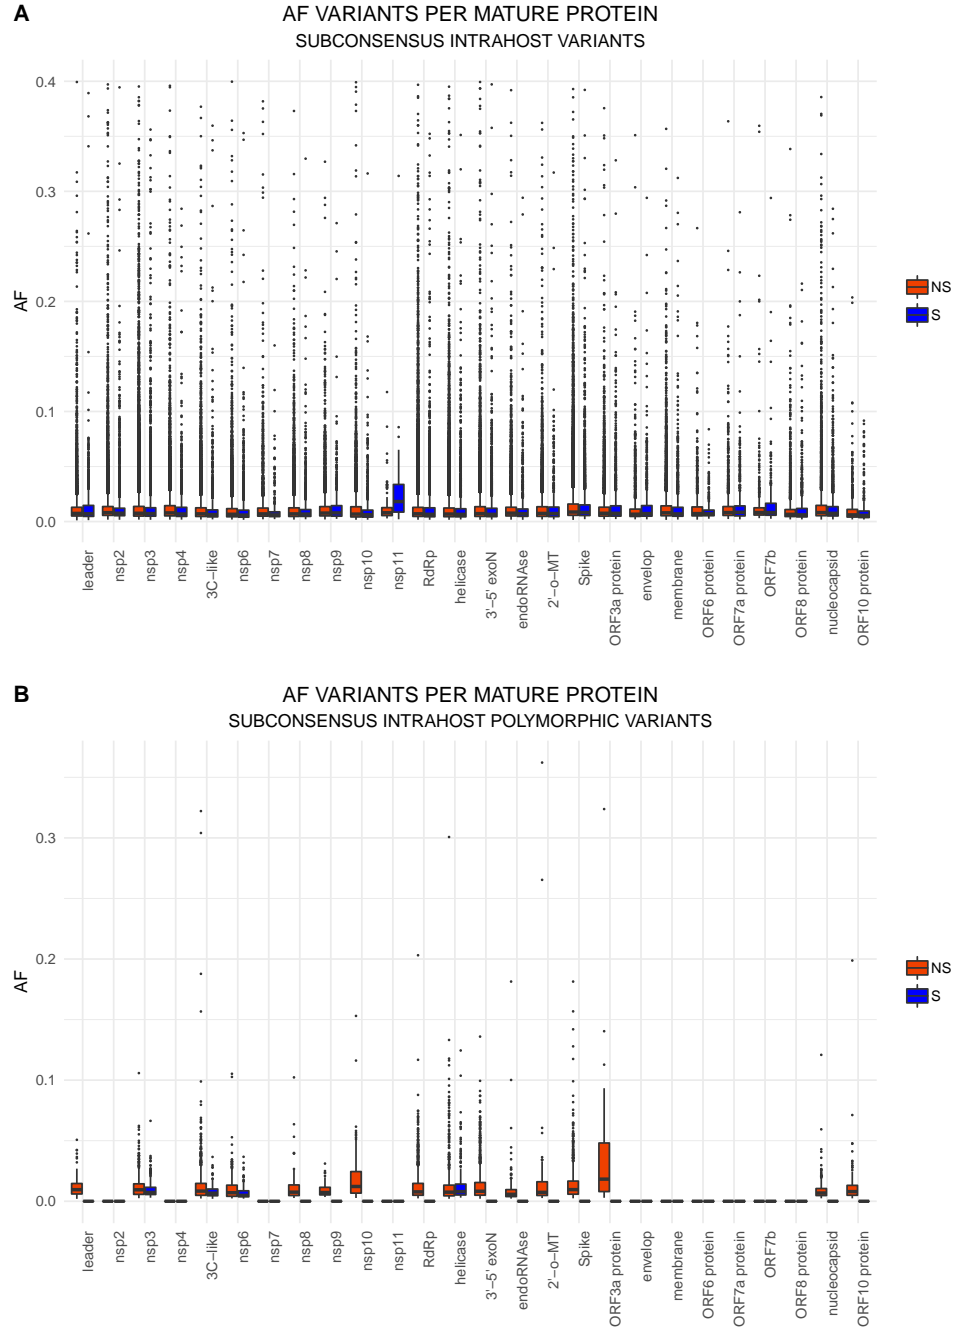 A
AF VARIANTS PER MATURE PROTEIN
SUBCONSENSUS INTRAHOST VARIANTS
0.4
0.3
0.2
0.1
0.0
AF
NS
S
leader
nsp2
nsp3
nsp4
3C−like
nsp6
nsp7
nsp8
nsp9
nsp10
nsp11
RdRp
helicase
3'−5' exoN
endoRNAse
2'−o−MT
Spike
ORF3a protein
envelop
membrane
ORF6 protein
ORF7a protein
ORF7b
ORF8 protein
nucleocapsid
ORF10 protein
B
AF VARIANTS PER MATURE PROTEIN
SUBCONSENSUS INTRAHOST POLYMORPHIC VARIANTS
0.3
0.2
0.1
0.0
AF
NS
S
leader
nsp2
nsp3
nsp4
3C−like
nsp6
nsp7
nsp8
nsp9
nsp10
nsp11
RdRp
helicase
3'−5' exoN
endoRNAse
2'−o−MT
Spike
ORF3a protein
envelop
membrane
ORF6 protein
ORF7a protein
ORF7b
ORF8 protein
nucleocapsid
ORF10 protein